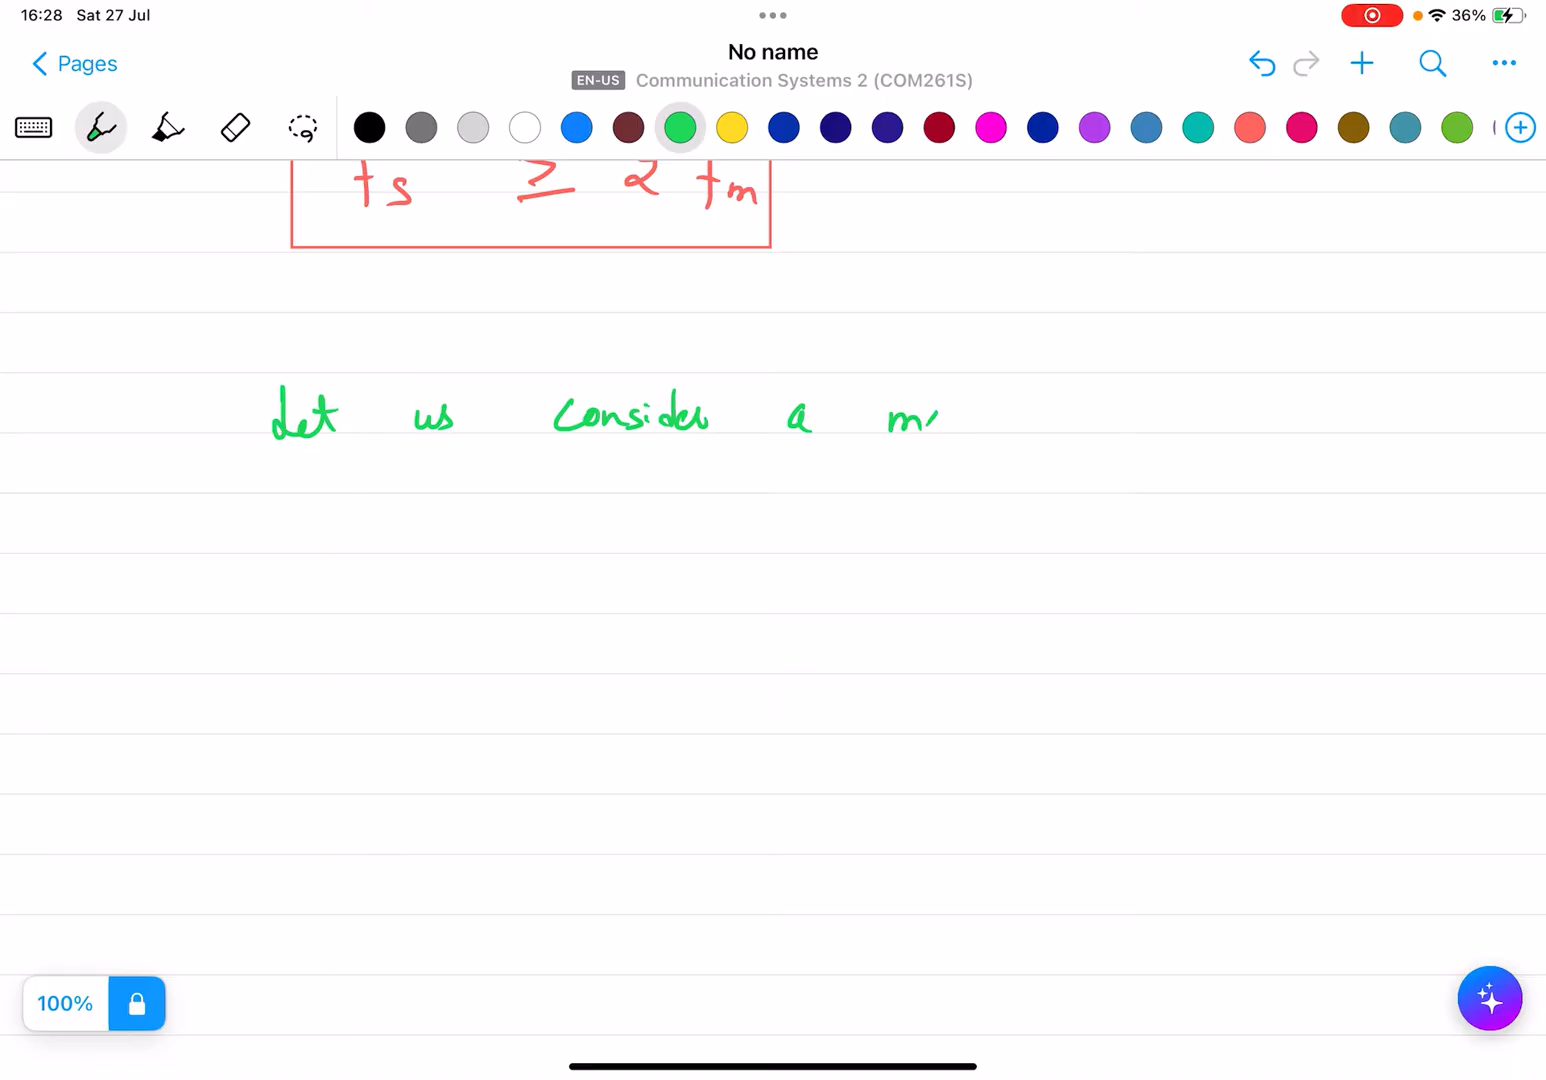 16:28 Sat 27 Jul
36%
Pages
No name
EN-US Communication Systems 2 (COM261S)
fs ≥ 2 fm
Let us consider a
100%